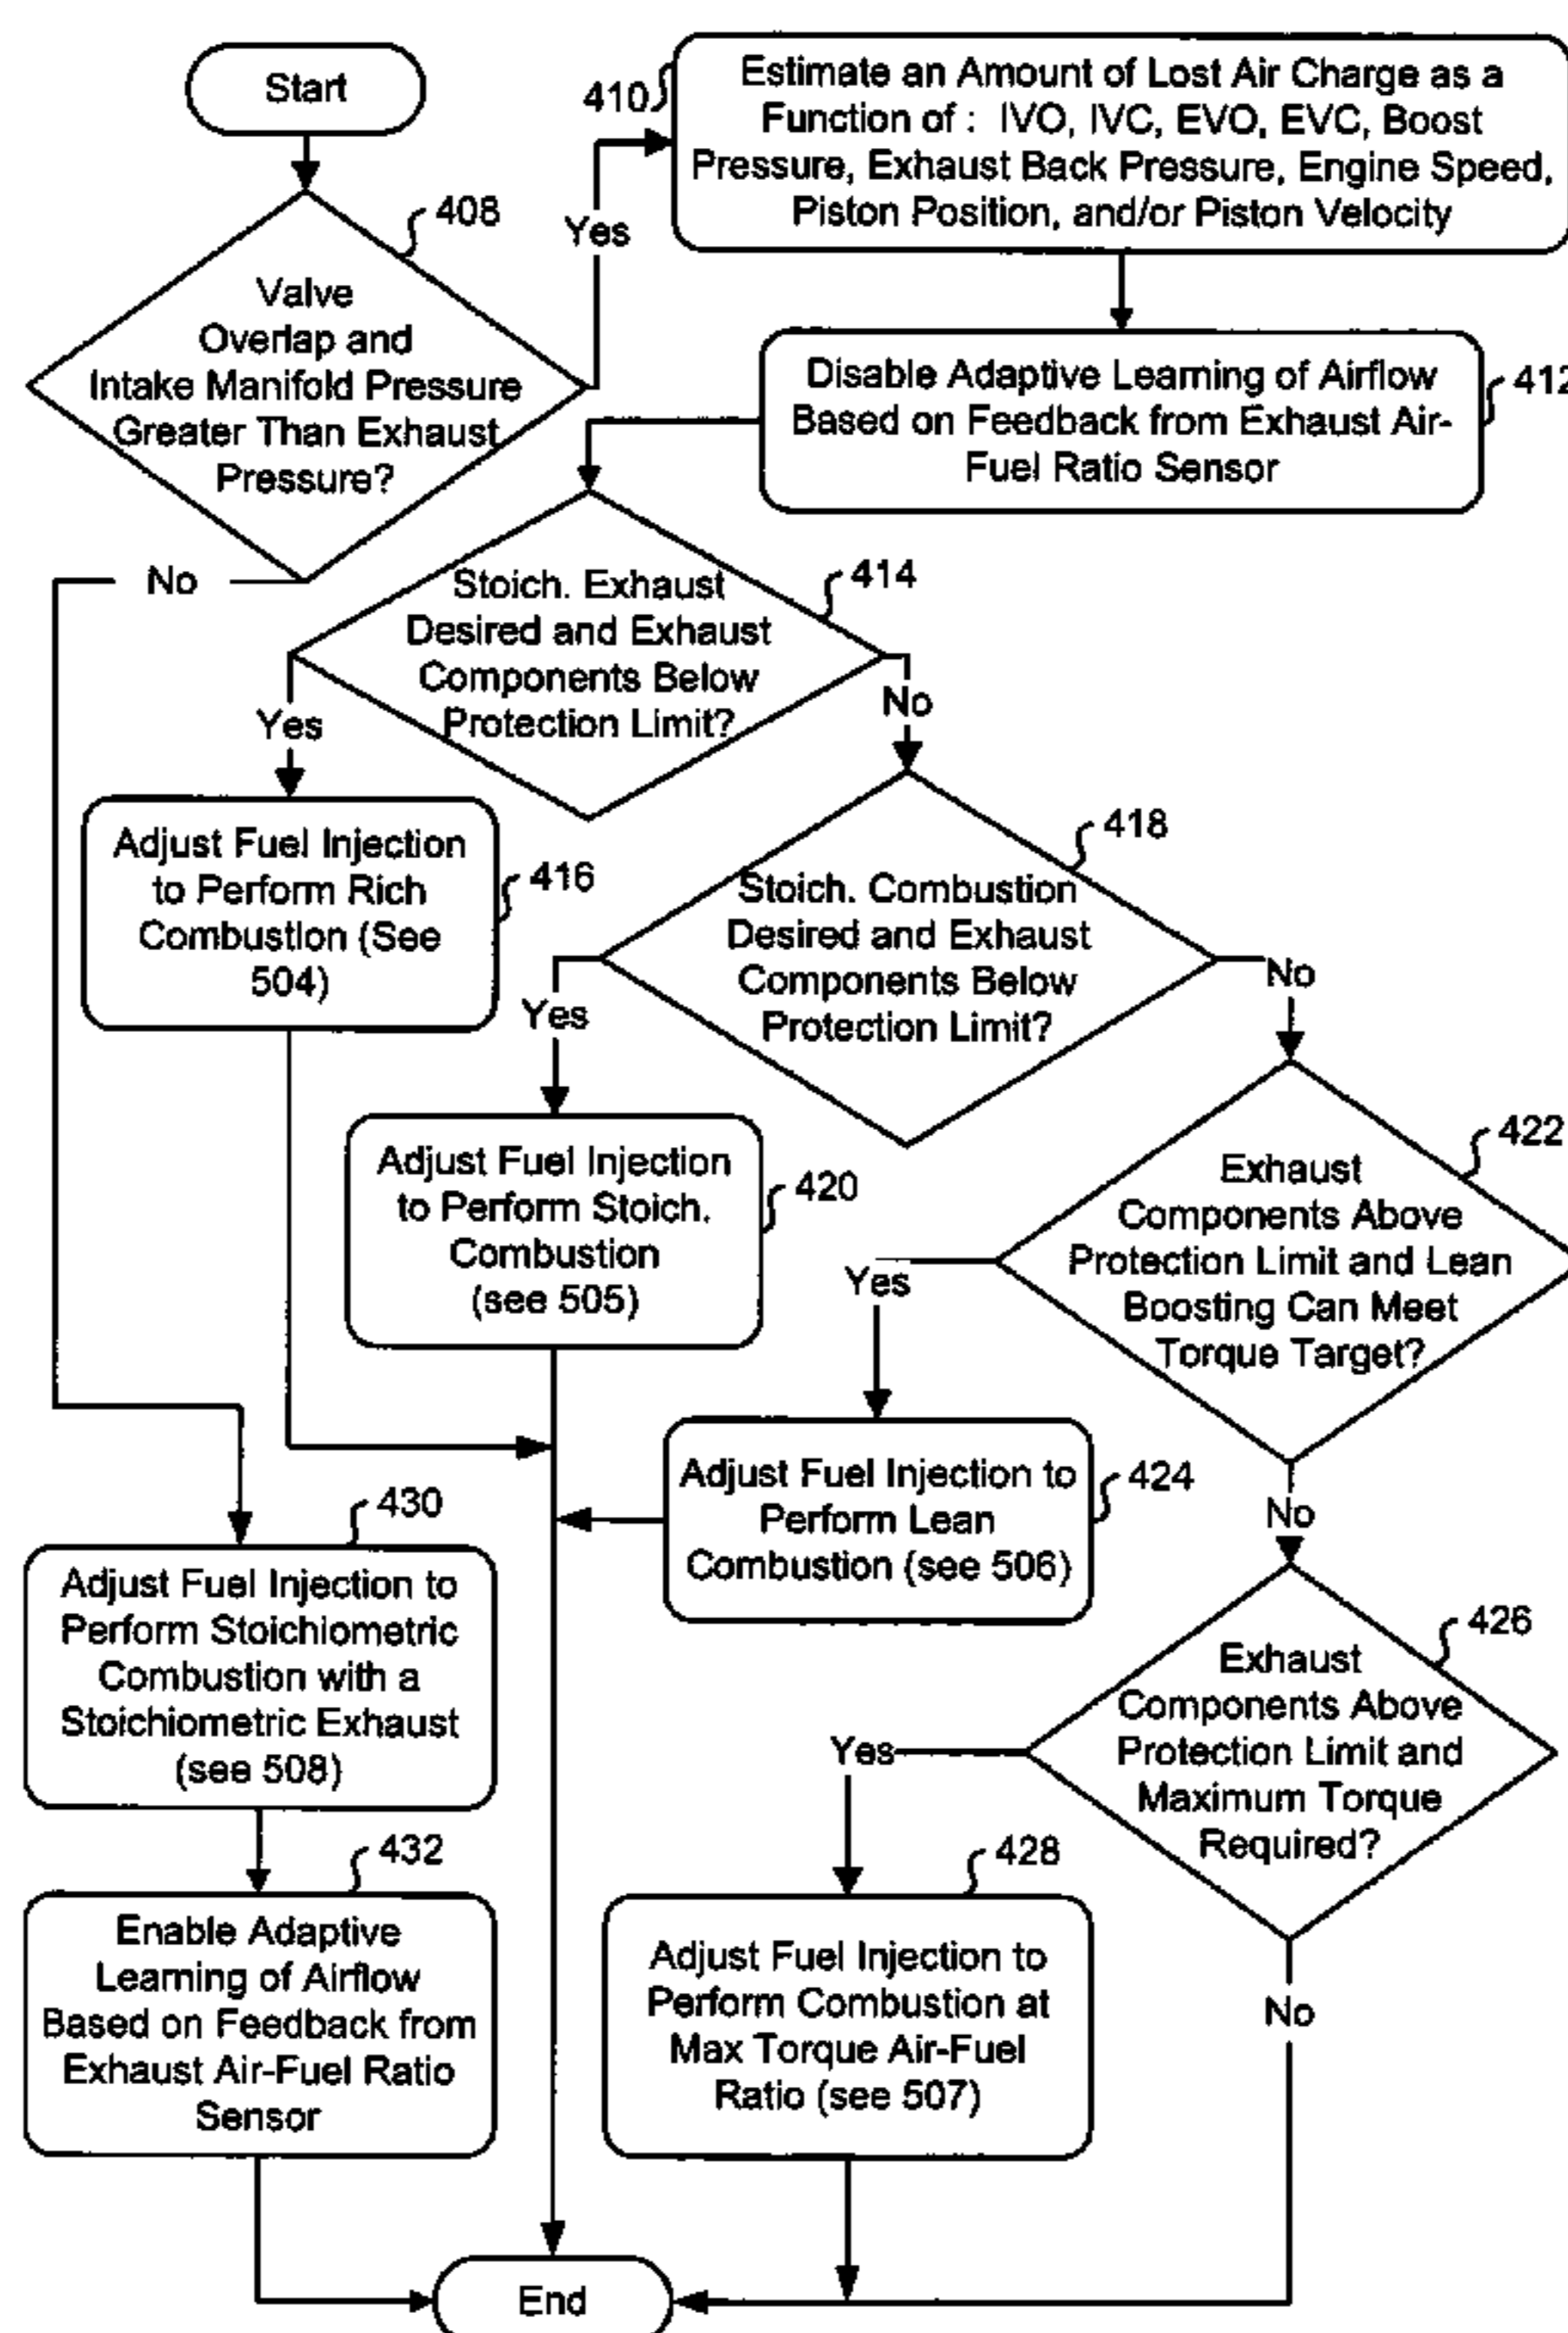 Start
408
Valve
Overlap and
Intake Manifold Pressure
Greater Than Exhaust
Pressure?
Yes
No
410
Estimate an Amount of Lost Air Charge as a
Function of : IVO, IVC, EVO, EVC, Boost
Pressure, Exhaust Back Pressure, Engine Speed,
Piston Position, and/or Piston Velocity
Disable Adaptive Learning of Airflow
Based on Feedback from Exhaust Air-
Fuel Ratio Sensor
412
Stoich. Exhaust
Desired and Exhaust
Components Below
Protection Limit?
414
Yes
No
Adjust Fuel Injection
to Perform Rich
Combustion (See
504)
416
Stoich. Combustion
Desired and Exhaust
Components Below
Protection Limit?
418
Yes
No
Adjust Fuel Injection
to Perform Stoich.
Combustion
(see 505)
420
Exhaust
Components Above
Protection Limit and Lean
Boosting Can Meet
Torque Target?
422
Yes
No
Adjust Fuel Injection to
Perform Lean
Combustion (see 506)
424
Exhaust
Components Above
Protection Limit and
Maximum Torque
Required?
426
Yes
No
428
Adjust Fuel Injection to
Perform Combustion at
Max Torque Air-Fuel
Ratio (see 507)
430
Adjust Fuel Injection to
Perform Stoichiometric
Combustion with a
Stoichiometric Exhaust
(see 508)
432
Enable Adaptive
Learning of Airflow
Based on Feedback from
Exhaust Air-Fuel Ratio
Sensor
End